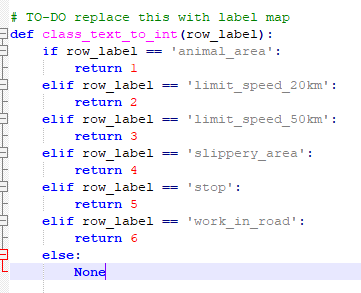 # TO-DO replace this with label map
def class_text_to_int(row_label):
    if row_label == 'animal_area':
        return 1
    elif row_label == 'limit_speed_20km':
        return 2
    elif row_label == 'limit_speed_50km':
        return 3
    elif row_label == 'slippery_area':
        return 4
    elif row_label == 'stop':
        return 5
    elif row_label == 'work_in_road':
        return 6
    else:
        None